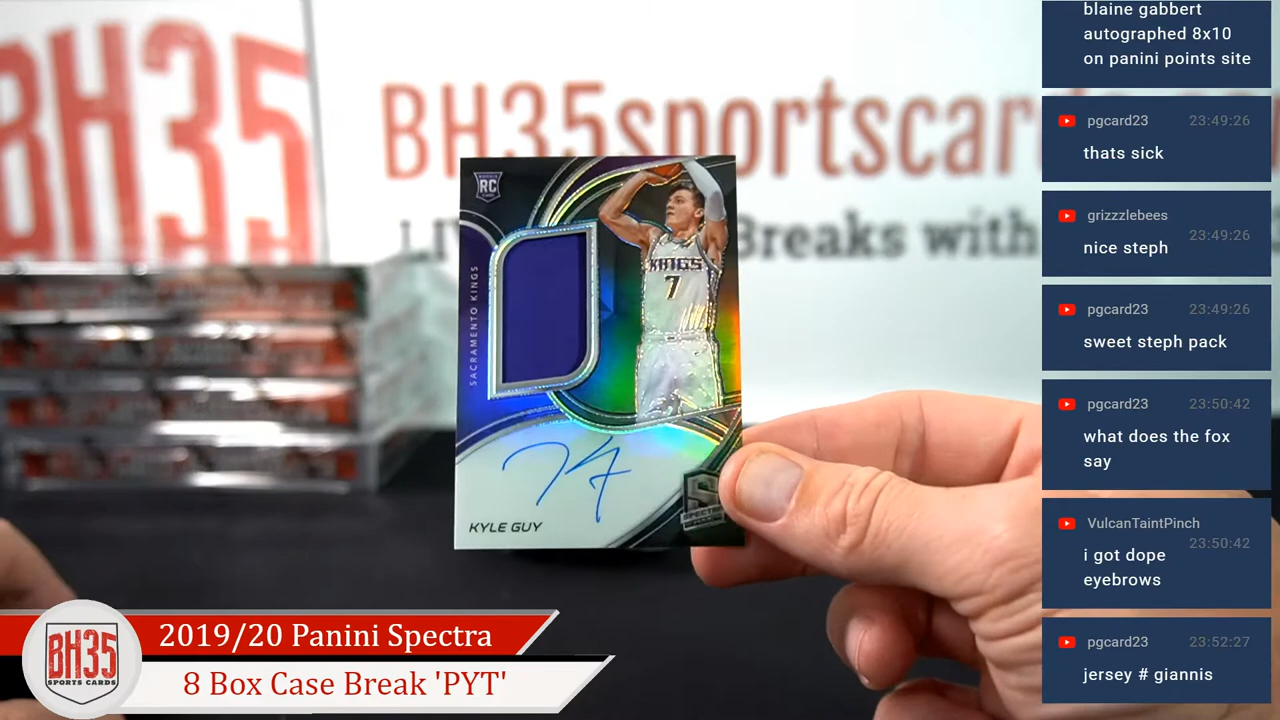 BH35
BH35sportscar
Breaks with
RC
SACRAMENTO KINGS
KINGS
7
KYLE GUY
SPECTRA
BH35
SPORTS CARDS
2019/20 Panini Spectra
8 Box Case Break 'PYT'
blaine gabbert
autographed 8x10
on panini points site
pgcard23 23:49:26
thats sick
grizzzlebees
23:49:26
nice steph
pgcard23 23:49:26
sweet steph pack
pgcard23 23:50:42
what does the fox
say
VulcanTaintPinch
23:50:42
i got dope
eyebrows
pgcard23 23:52:27
jersey # giannis